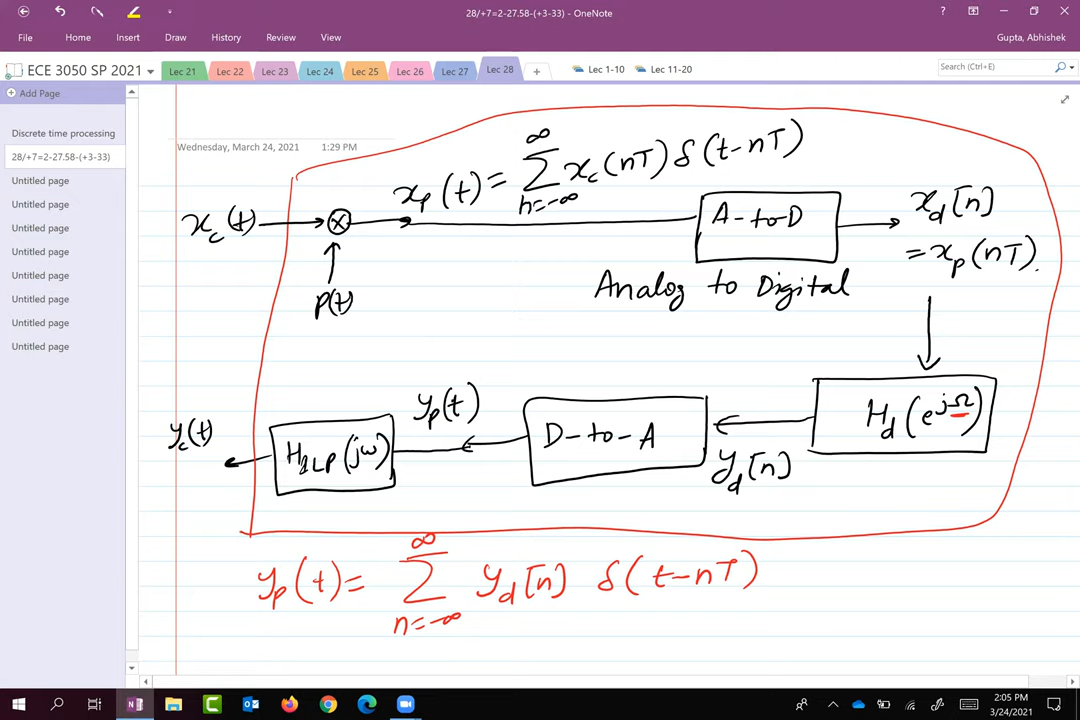 28/+7=2-27.58-(+3-33) - OneNote
?
File Home Insert Draw History Review View
Gupta, Abhishek
ECE 3050 SP 2021
Lec 21 Lec 22 Lec 23 Lec 24 Lec 25 Lec 26 Lec 27 Lec 28 + Lec 1-10 Lec 11-20
Search (Ctrl+E)
Add Page
Discrete time processing
28/+7=2-27.58-(+3-33)
Untitled page
Untitled page
Untitled page
Untitled page
Untitled page
Untitled page
Untitled page
Untitled page
Wednesday, March 24, 2021 1:29 PM
x_p(t) = ∑_{n=-∞}^{∞} x_c(nT) δ(t-nT)
x_c(t)
p(t)
A-to-D
Analog to Digital
x_d[n]
= x_p(nT).
H_d(e^{jΩ})
y_d[n]
D-to-A
y_p(t)
H_{ILP}(jω)
y_c(t)
y_p(t) = ∑_{n=-∞}^{∞} y_d[n] δ(t-nT)
2:05 PM
3/24/2021